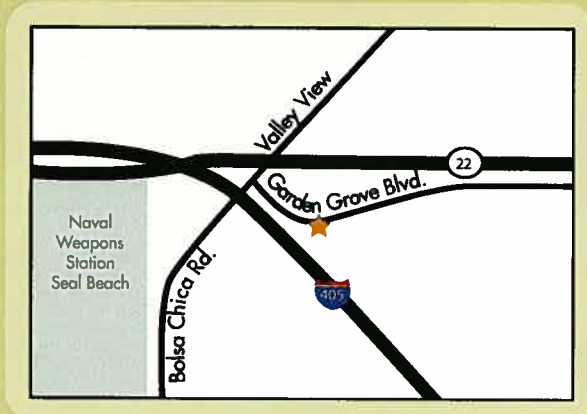 Valley View
22
Garden Grove Blvd.
Naval
Weapons
Station
Seal Beach
Bolsa Chica Rd.
405